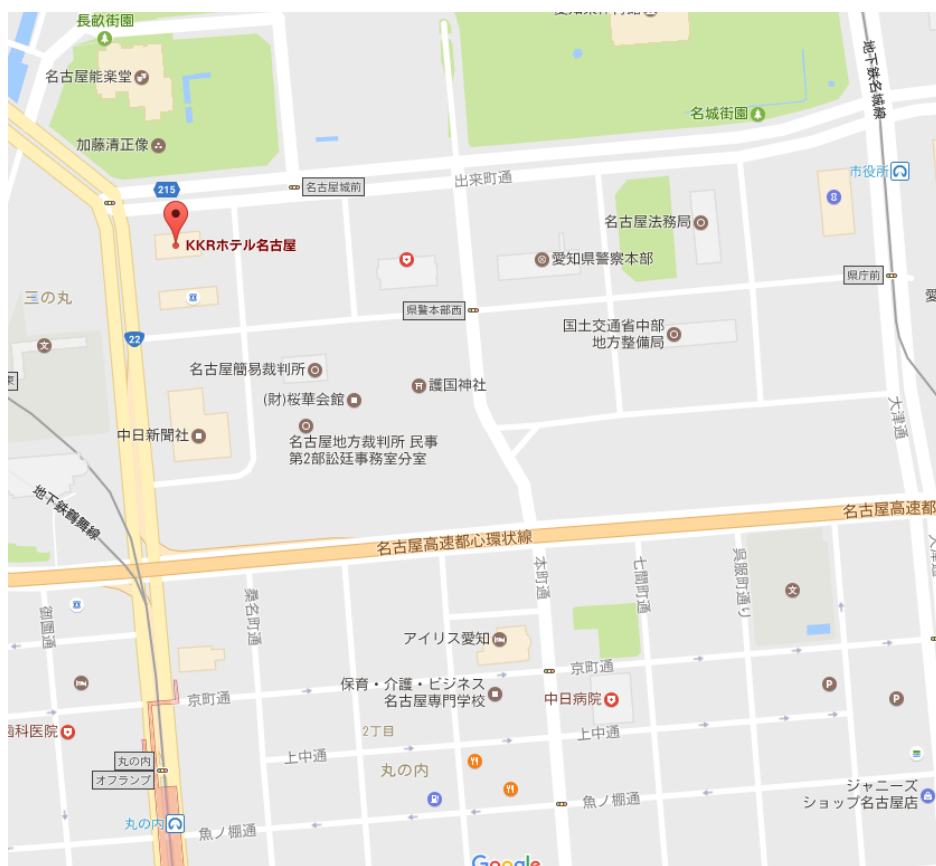 長畝街園
名古屋能楽堂
地下鉄名城線
名城街園
加藤清正像
市役所
出来町通
215
名古屋城前
名古屋法務局
KKRホテル名古屋
愛知県警察本部
県庁前
三の丸
県警本部西
国土交通省中部
地方整備局
22
名古屋簡易裁判所
護国神社
(財)桜華会館
大津通
中日新聞社
名古屋地方裁判所 民事
第2部訟廷事務室分室
地下鉄鶴舞線
名古屋高速都
名古屋高速都心環状線
本町通
七間町通
呉服町通り
大津通
桑名町通
御園通
アイリス愛知
京町通
保育・介護・ビジネス
名古屋専門学校
中日病院
京町通
歯科医院
2丁目
上中通
上中通
丸の内
オフランプ
丸の内
ジャニーズ
ショップ名古屋店
魚ノ棚通
丸の内
魚ノ棚通
Google